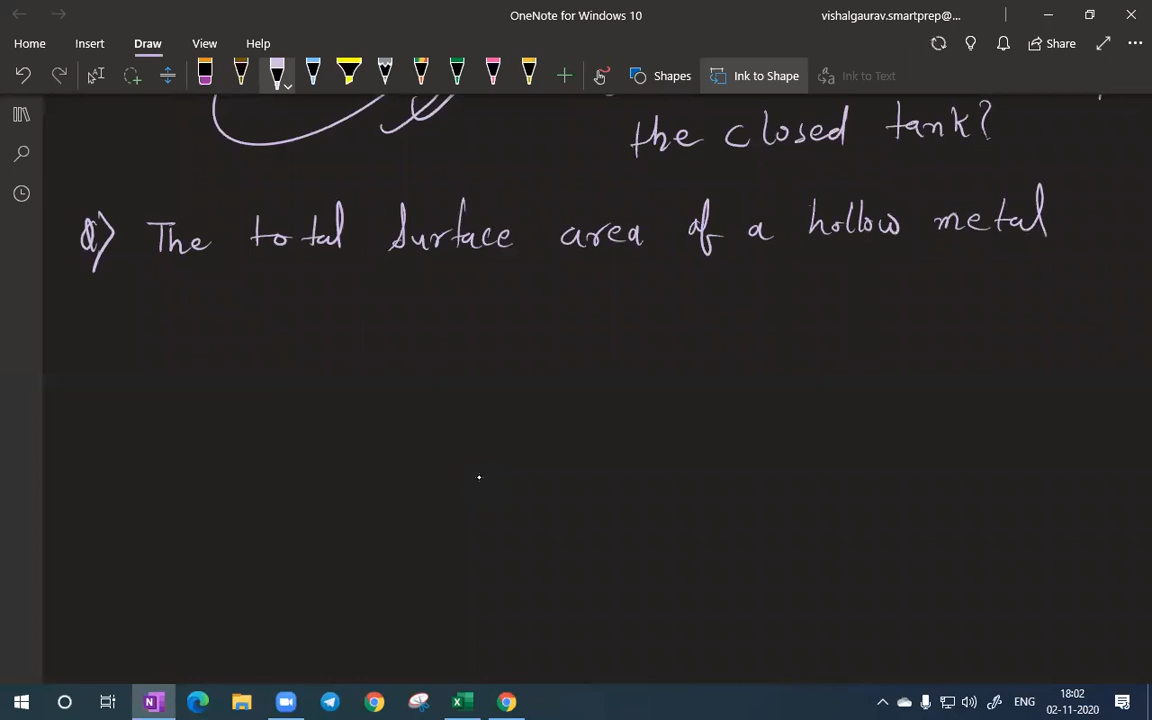 OneNote for Windows 10
vishalgaurav.smartprep@...
Home Insert Draw View Help
Share
Shapes
Ink to Shape
Ink to Text
the closed tank?
Q) The total surface area of a hollow metal
ENG
18:02
02-11-2020